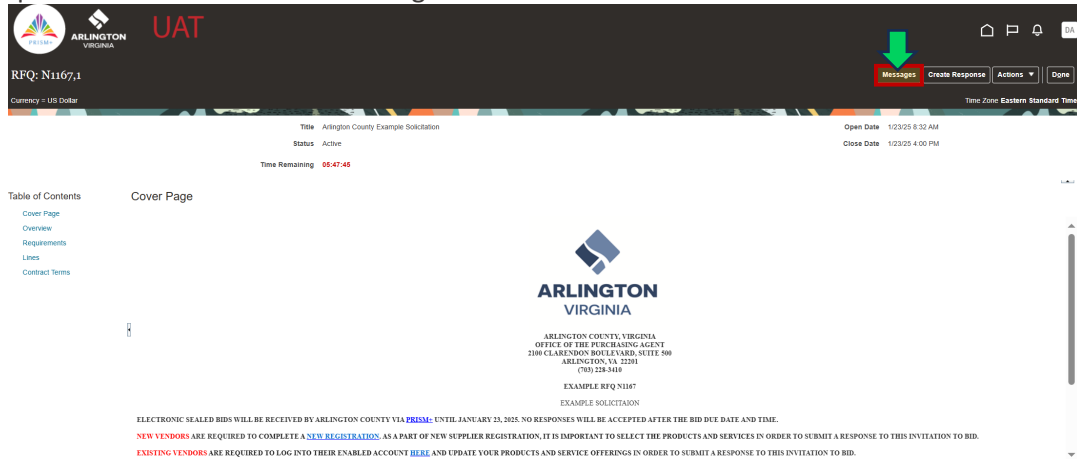 PRISM+
ARLINGTON
VIRGINIA
UAT
DA
RFQ: N1167,1
Messages
Create Response
Actions
Done
Currency = US Dollar
Time Zone Eastern Standard Time
Title Arlington County Example Solicitation
Open Date 1/23/25 8:32 AM
Status Active
Close Date 1/23/25 4:00 PM
Time Remaining 05:47:45
Table of Contents
Cover Page
Overview
Requirements
Lines
Contract Terms
Cover Page
ARLINGTON
VIRGINIA
ARLINGTON COUNTY, VIRGINIA
OFFICE OF THE PURCHASING AGENT
2100 CLARENDON BOULEVARD, SUITE 500
ARLINGTON, VA 22201
(703) 228-3410
EXAMPLE RFQ N1167
EXAMPLE SOLICITAION
ELECTRONIC SEALED BIDS WILL BE RECEIVED BY ARLINGTON COUNTY VIA PRISM+ UNTIL JANUARY 23, 2025. NO RESPONSES WILL BE ACCEPTED AFTER THE BID DUE DATE AND TIME.
NEW VENDORS ARE REQUIRED TO COMPLETE A NEW REGISTRATION. AS A PART OF NEW SUPPLIER REGISTRATION, IT IS IMPORTANT TO SELECT THE PRODUCTS AND SERVICES IN ORDER TO SUBMIT A RESPONSE TO THIS INVITATION TO BID.
EXISTING VENDORS ARE REQUIRED TO LOG INTO THEIR ENABLED ACCOUNT HERE AND UPDATE YOUR PRODUCTS AND SERVICE OFFERINGS IN ORDER TO SUBMIT A RESPONSE TO THIS INVITATION TO BID.